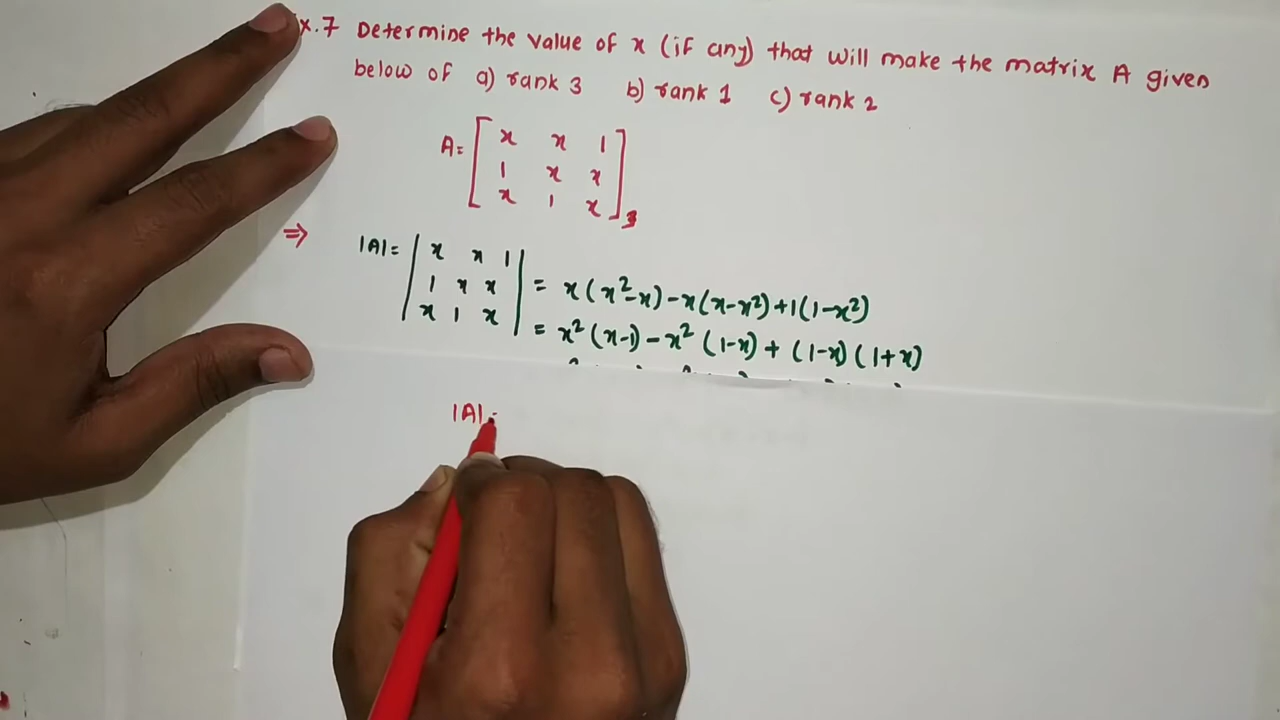 x.7 Determine the value of x (if any) that will make the matrix A given
below of a) rank 3 b) rank 1 c) rank 2
A = [ x x 1
1 x x
x 1 x ]3
⇒ |A| = | x x 1
1 x x
x 1 x | = x(x²-x)-x(x-x²)+1(1-x²)
= x²(x-1)-x²(1-x)+(1-x)(1+x)
|A| =